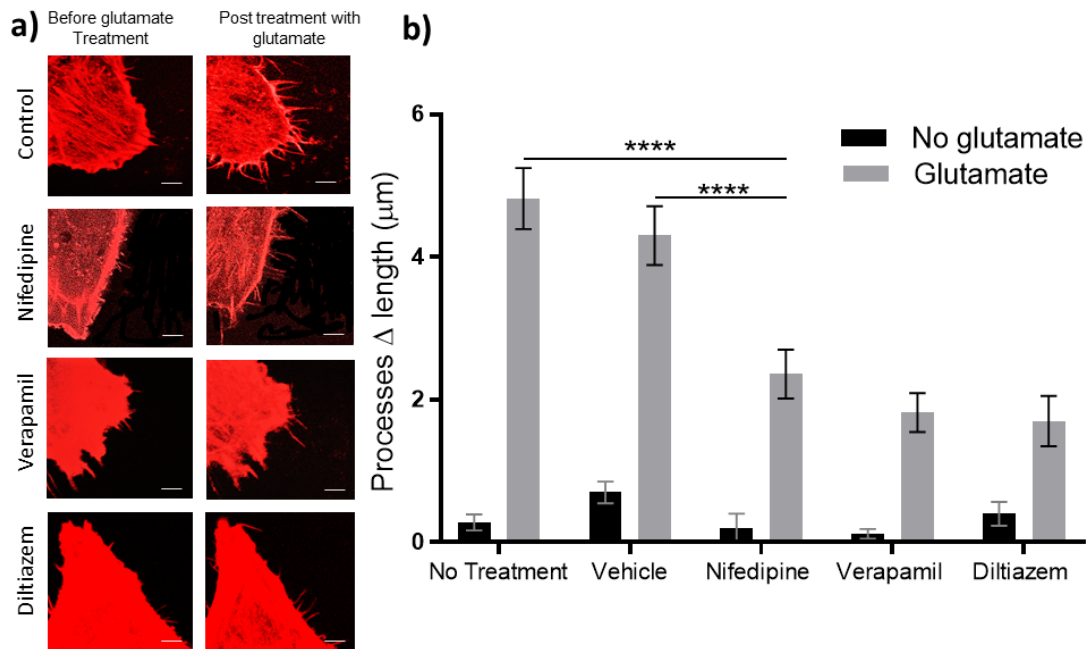 a)
Before glutamate
Treatment
Post treatment with
glutamate
Control
Nifedipine
Verapamil
Diltiazem
b)
Processes Δ length (μm)
6
4
2
0
****
****
No glutamate
Glutamate
No Treatment
Vehicle
Nifedipine
Verapamil
Diltiazem